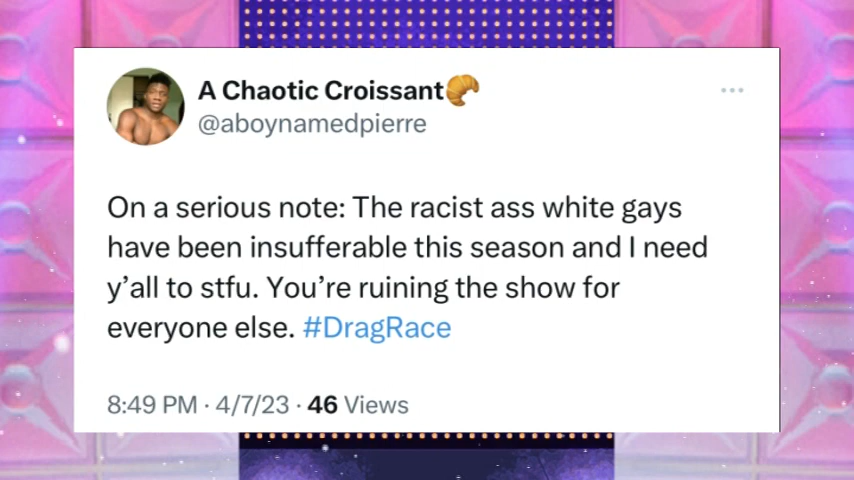 A Chaotic Croissant🥐
@aboynamedpierre
On a serious note: The racist ass white gays
have been insufferable this season and I need
y’all to stfu. You’re ruining the show for
everyone else. #DragRace
8:49 PM · 4/7/23 · 46 Views